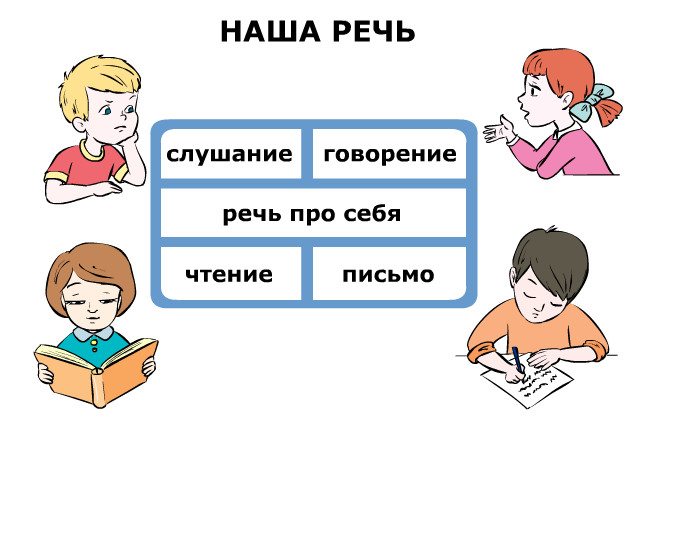 НАША РЕЧЬ
слушание говорение
речь про себя
чтение письмо